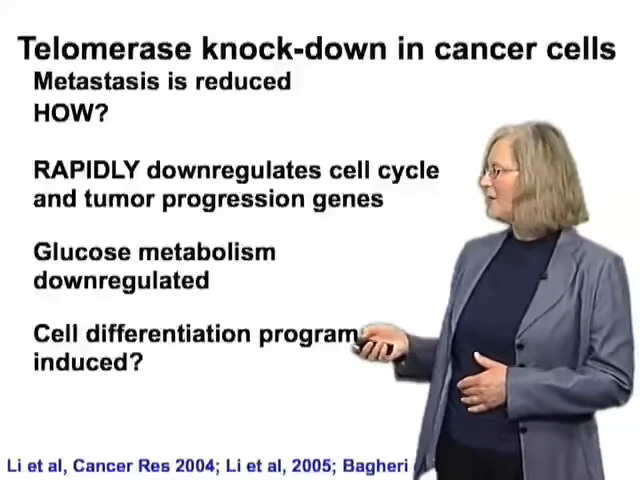 Telomerase knock-down in cancer cells
Metastasis is reduced
HOW?
RAPIDLY downregulates cell cycle
and tumor progression genes
Glucose metabolism
downregulated
Cell differentiation program
induced?
Li et al, Cancer Res 2004; Li et al, 2005; Bagheri